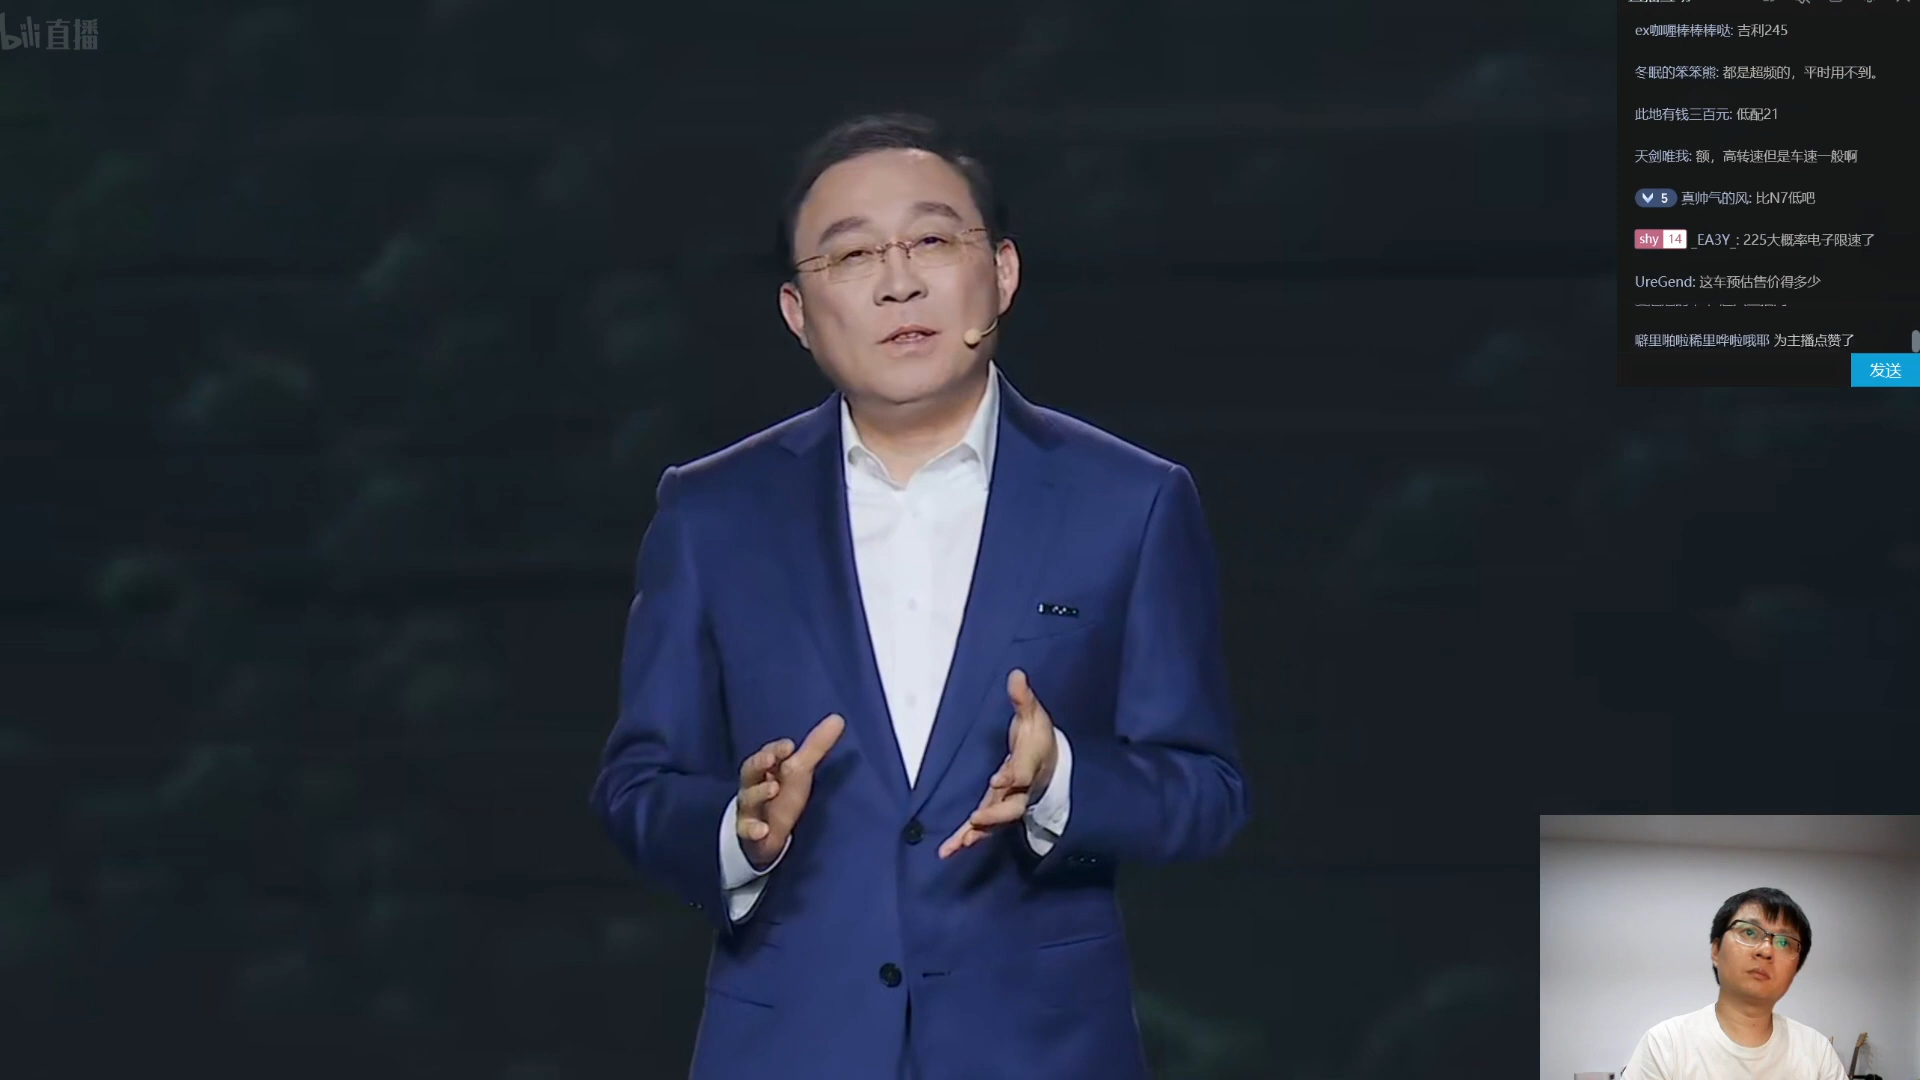 bili 直播
ex咖喱棒棒棒哒: 吉利245
冬眠的笨笨熊: 都是超频的，平时用不到。
此地有钱三百元: 低配21
天剑唯我: 额，高转速但是车速一般啊
5 真帅气的风: 比N7低吧
shy 14 _EA3Y_: 225大概率电子限速了
UreGend: 这车预估售价得多少
噼里啪啦稀里哗啦哦耶 为主播点赞了
发送